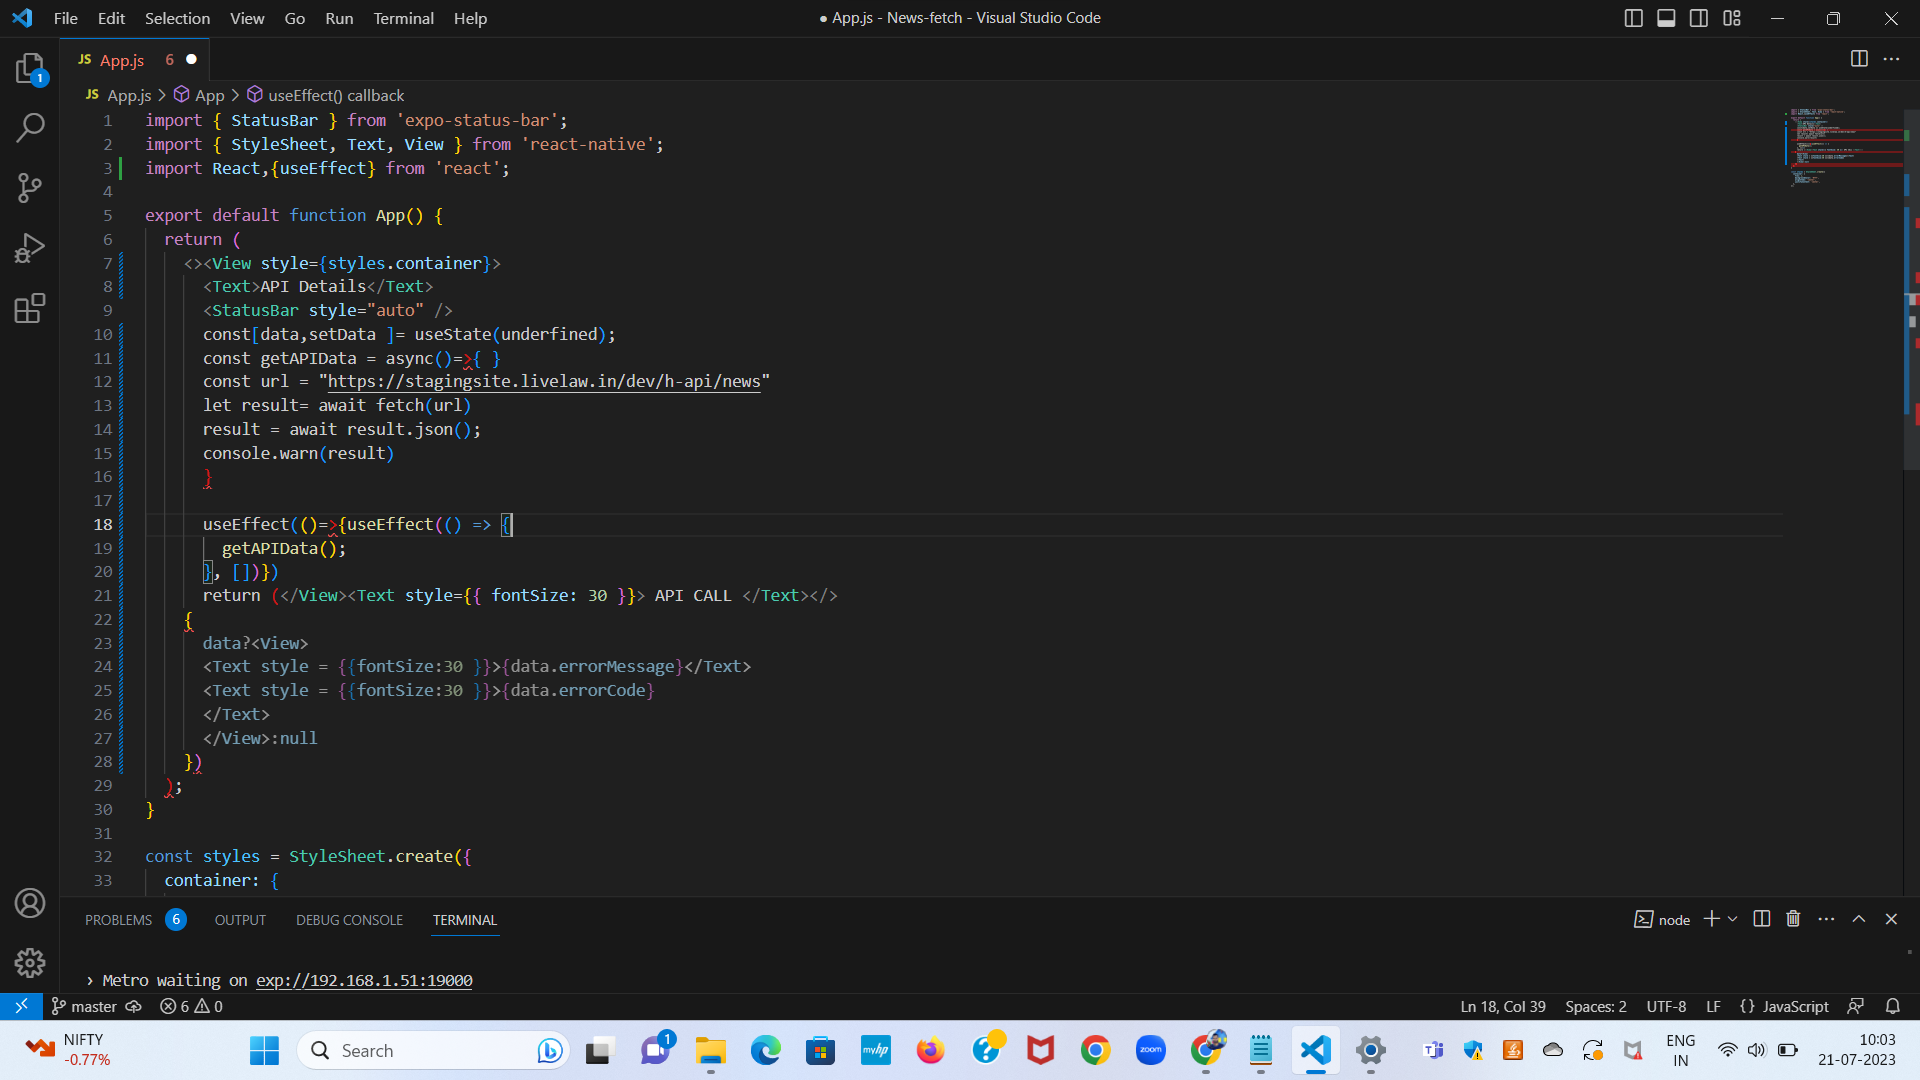 File Edit Selection View Go Run Terminal Help
● App.js - News-fetch - Visual Studio Code
JS App.js 6 ●
1
JS App.js > App > useEffect() callback
1 import { StatusBar } from 'expo-status-bar';
2 import { StyleSheet, Text, View } from 'react-native';
3 import React,{useEffect} from 'react';
4
5 export default function App() {
6 return (
7 <><View style={styles.container}>
8 <Text>API Details</Text>
9 <StatusBar style="auto" />
10 const[data,setData ]= useState(underfined);
11 const getAPIData = async()=>{ }
12 const url = "https://stagingsite.livelaw.in/dev/h-api/news"
13 let result= await fetch(url)
14 result = await result.json();
15 console.warn(result)
16 }
17
18 useEffect(()=>{useEffect(() => {
19 getAPIData();
20 }, [])})
21 return (</View><Text style={{ fontSize: 30 }}> API CALL </Text></>
22 {
23 data?<View>
24 <Text style = {{fontSize:30 }}>{data.errorMessage}</Text>
25 <Text style = {{fontSize:30 }}>{data.errorCode}
26 </Text>
27 </View>:null
28 })
29 );
30 }
31
32 const styles = StyleSheet.create({
33 container: {
PROBLEMS 6 OUTPUT DEBUG CONSOLE TERMINAL
node
› Metro waiting on exp://192.168.1.51:19000
master 6 0
Ln 18, Col 39 Spaces: 2 UTF-8 LF {} JavaScript
NIFTY
-0.77%
Search
1
myhp
zoom
ENG
IN
10:03
21-07-2023